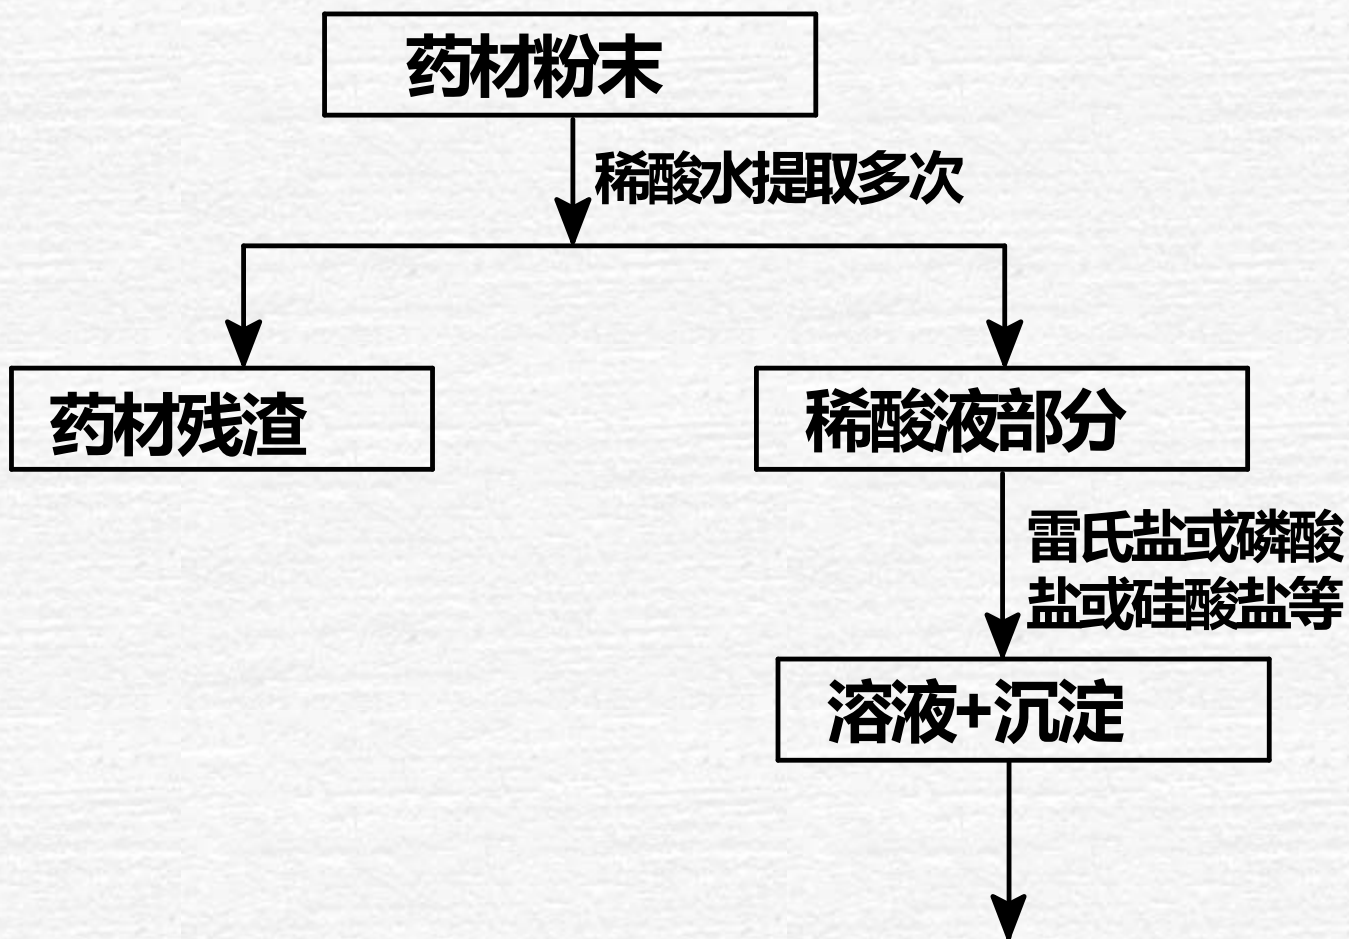 药材粉末
稀酸水提取多次
药材残渣
稀酸液部分
雷氏盐或磷酸
盐或硅酸盐等
溶液+沉淀